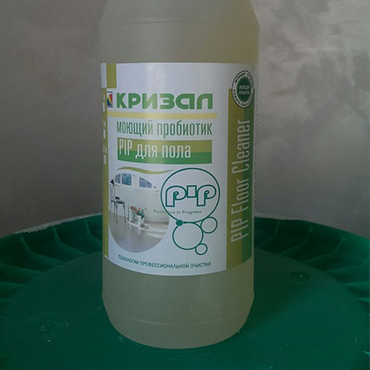 КРИЗАЛ
МОЮЩИЙ ПРОБИОТИК
PIP ДЛЯ ПОЛА
pip
ТЕХНОЛОГИИ ПРОФЕССИОНАЛЬНОЙ ОЧИСТКИ
PIP Floor Cleaner